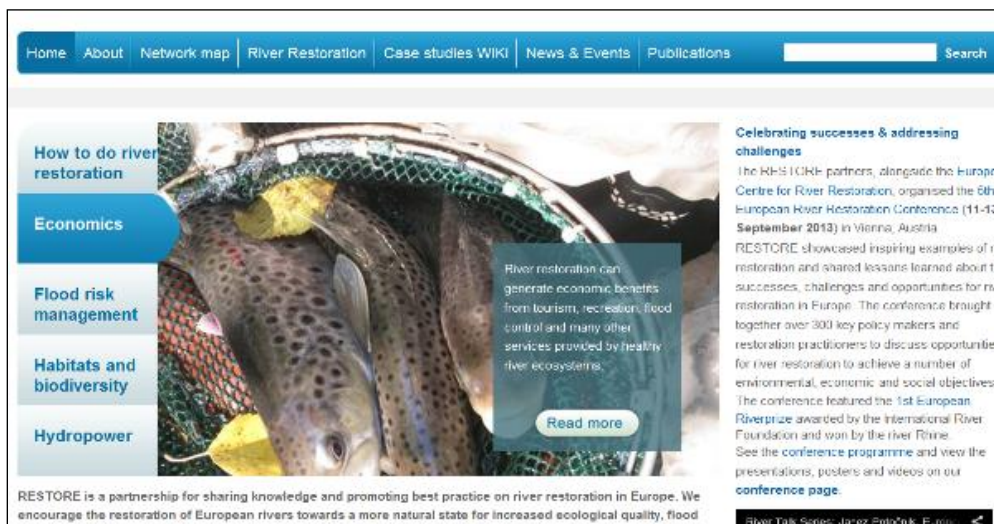 Home About Network map River Restoration Case studies WIKI News & Events Publications Search
How to do river
restoration
Economics
Flood risk
management
Habitats and
biodiversity
Hydropower
River restoration can
generate economic benefits
from tourism, recreation, flood
control and many other
services provided by healthy
river ecosystems.
Read more
Celebrating successes & addressing
challenges
The RESTORE partners, alongside the Europe
Centre for River Restoration, organised the 6th
European River Restoration Conference (11-13
September 2013) in Vienna, Austria
RESTORE showcased inspiring examples of r
restoration and shared lessons learned about t
successes, challenges and opportunities for riv
restoration in Europe. The conference brought
together over 300 key policy makers and
restoration practitioners to discuss opportunitie
for river restoration to achieve a number of
environmental, economic and social objectives
The conference featured the 1st European
Riverprize awarded by the International River
Foundation and won by the river Rhine.
See the conference programme and view the
presentations, posters and videos on our
conference page.
River Talk Series: Janez Potočnik, Euro
RESTORE is a partnership for sharing knowledge and promoting best practice on river restoration in Europe. We
encourage the restoration of European rivers towards a more natural state for increased ecological quality, flood